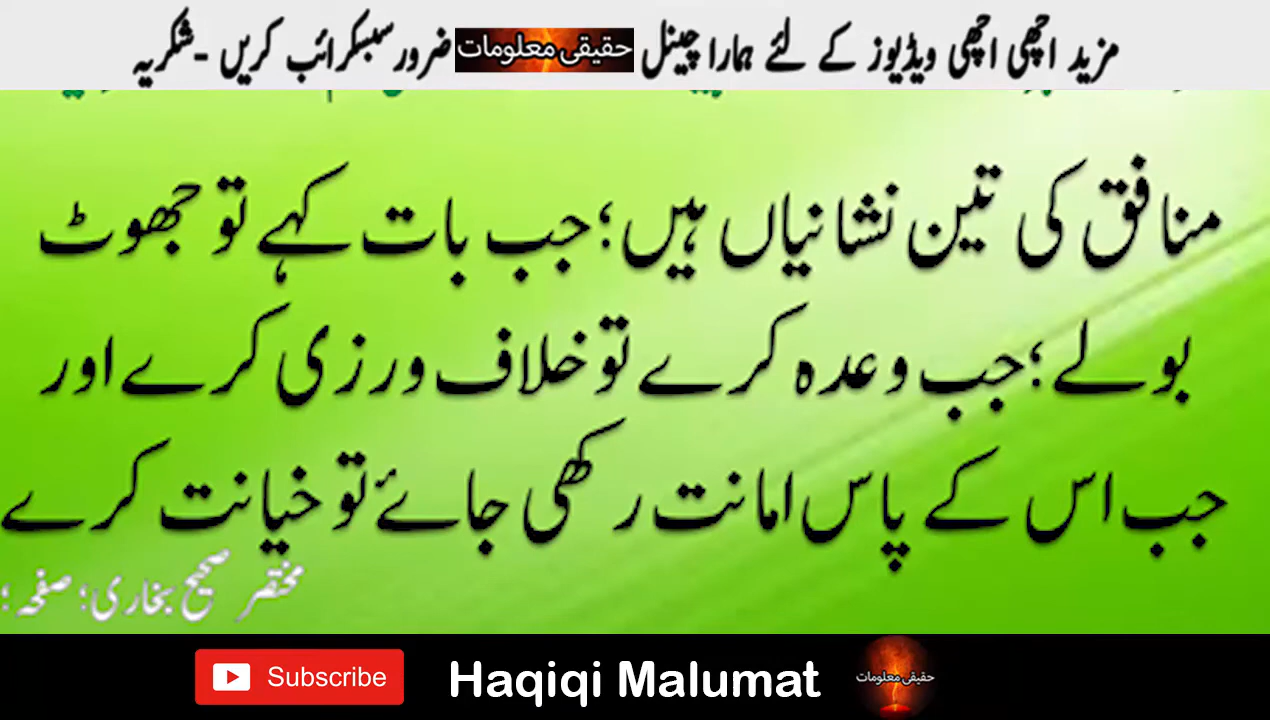 مزید اچھی اچھی ویڈیوز کے لئے ہمارا چینل حقیقی معلومات ضرور سبسکرائب کریں - شکریہ
منافق کی تین نشانیاں ہیں؛ جب بات کہے تو جھوٹ
بولے؛ جب وعدہ کرے تو خلاف ورزی کرے اور
جب اس کے پاس امانت رکھی جائے تو خیانت کرے
مختصر صحیح بخاری؛ صفحہ؛
Subscribe Haqiqi Malumat حقیقی معلومات